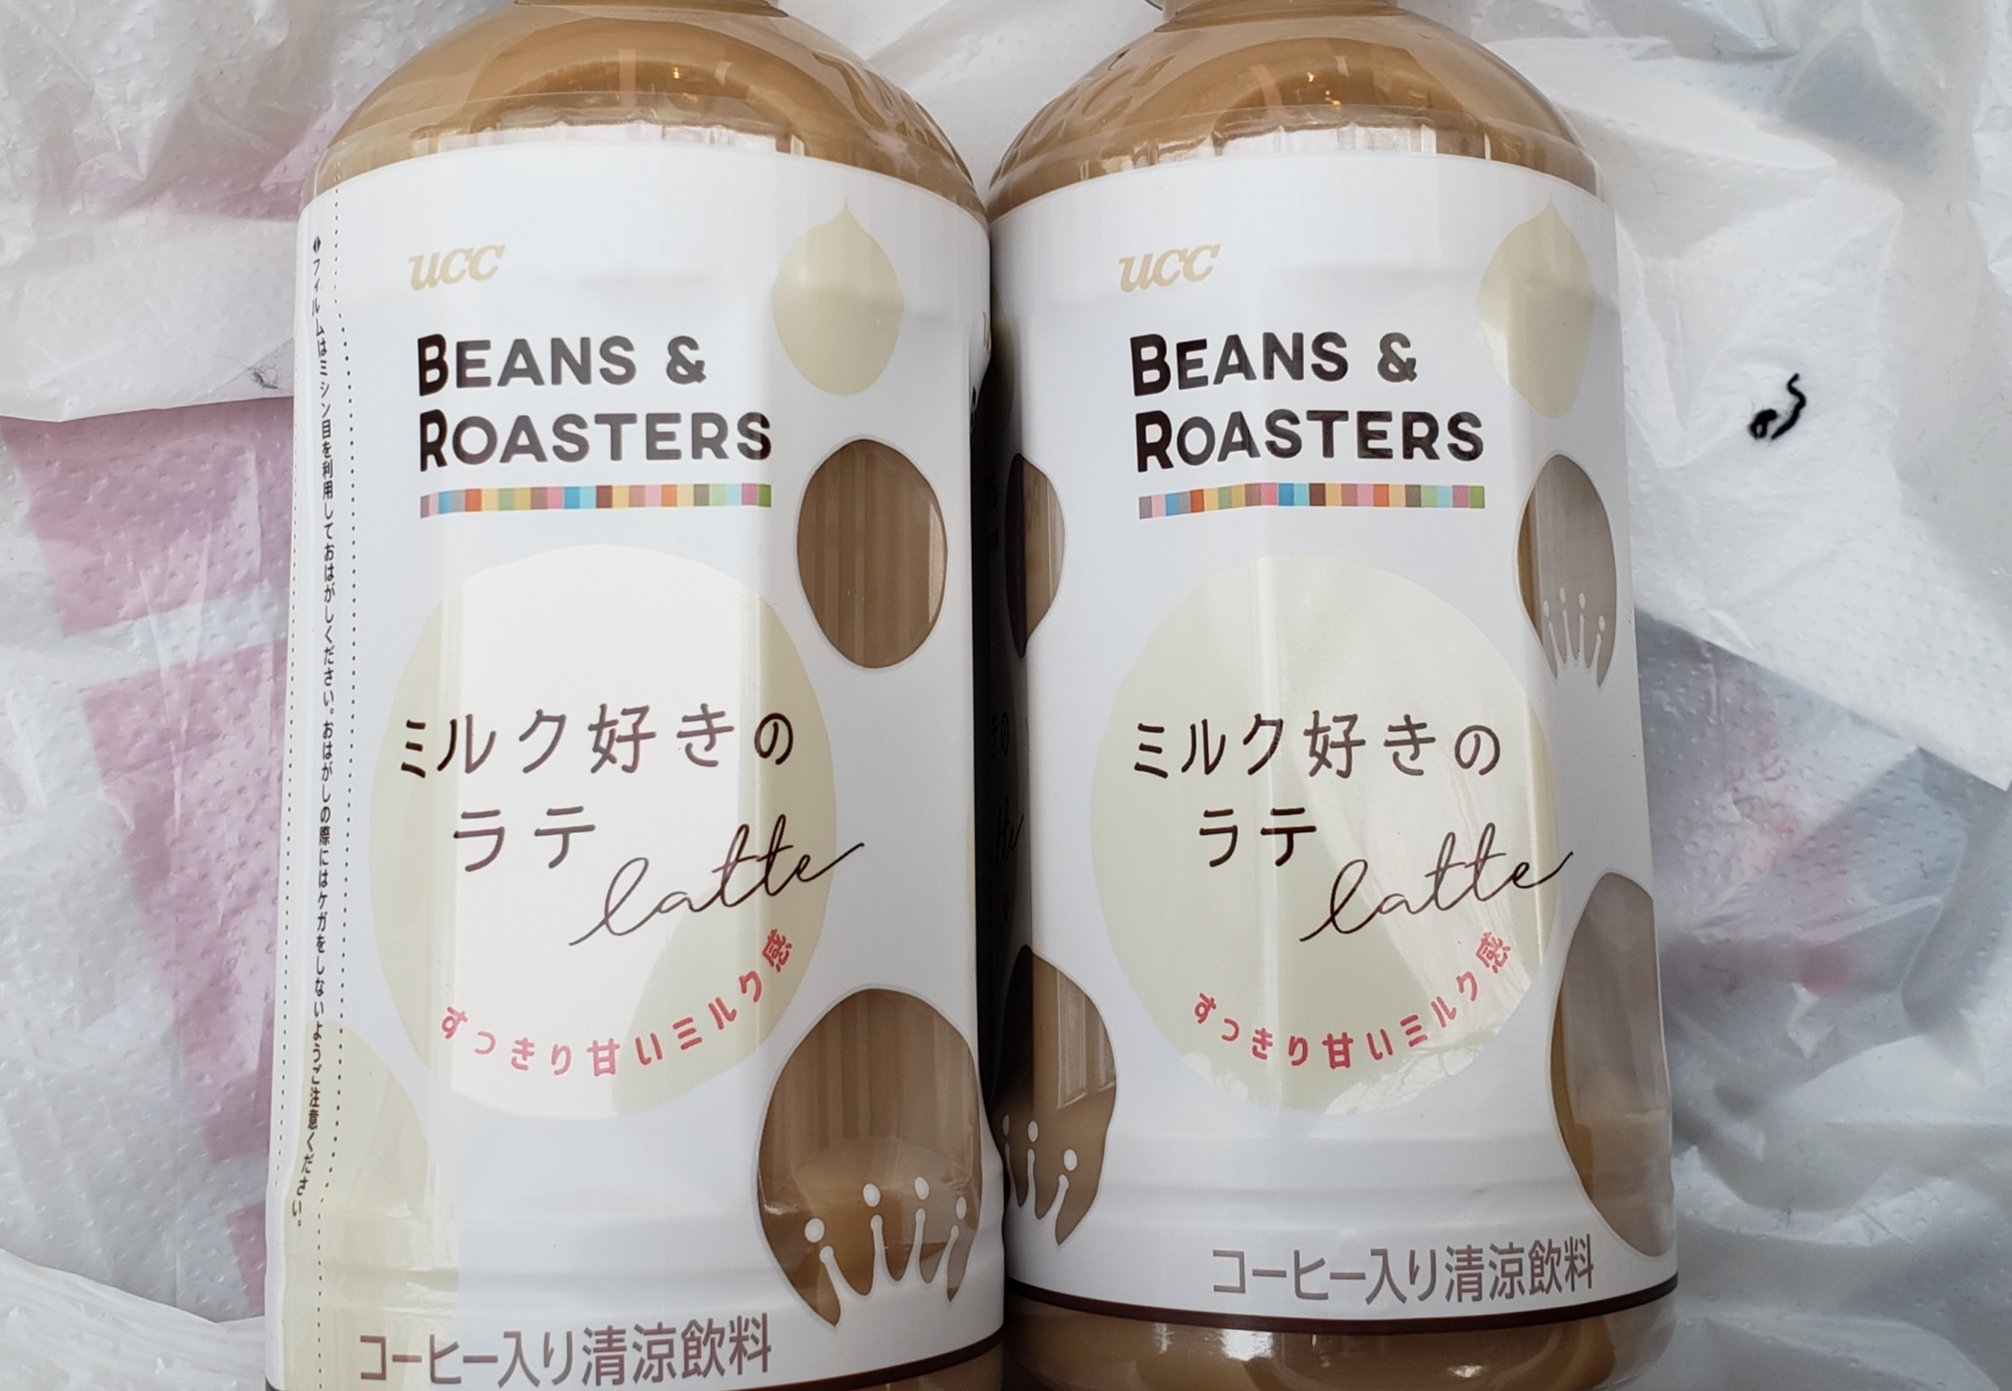 フィルムはミシン目を利用しておはがしください。おはがしの際にはケガをしないようご注意ください。
ucc
BEANS &
ROASTERS
ミルク好きの
ラテ
latte
すっきり甘いミルク感
コーヒー入り清涼飲料
ucc
BEANS &
ROASTERS
ミルク好きの
ラテ
latte
すっきり甘いミルク感
コーヒー入り清涼飲料